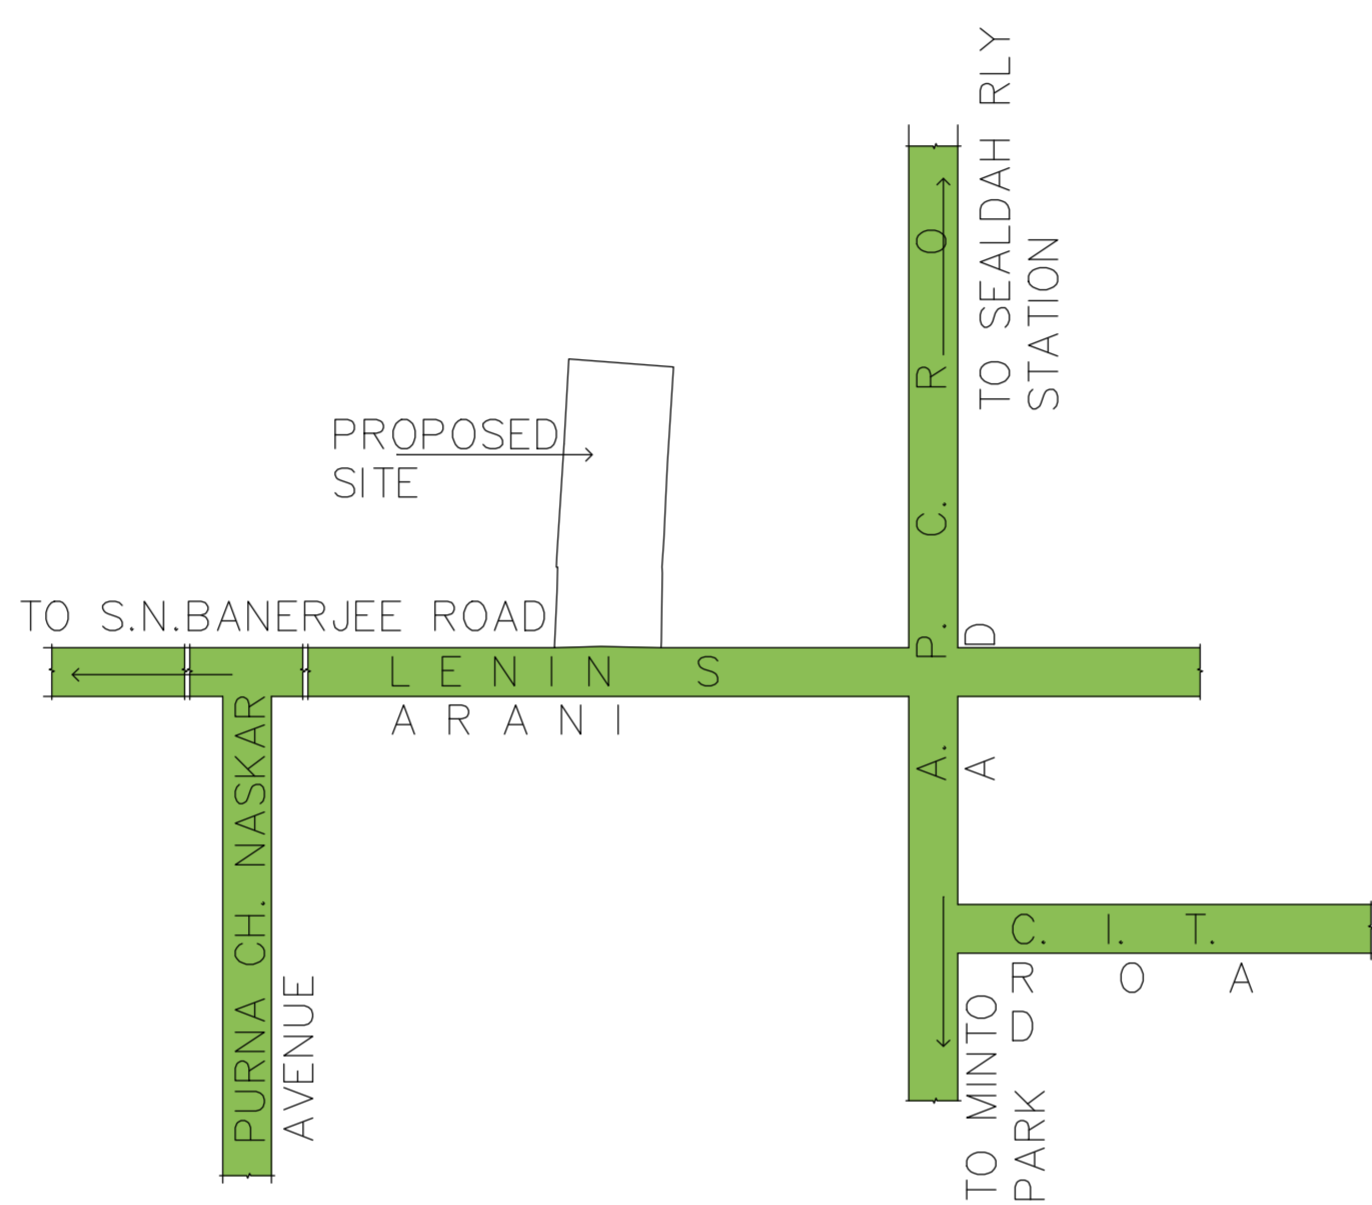 TO SEALDAH RLY
STATION
PROPOSED
SITE
TO S.N.BANERJEE ROAD
LENIN S
ARANI
A. P. C. R O
A D
PURNA CH. NASKAR
AVENUE
C. I. T.
R O A
D
TO MINTO
PARK